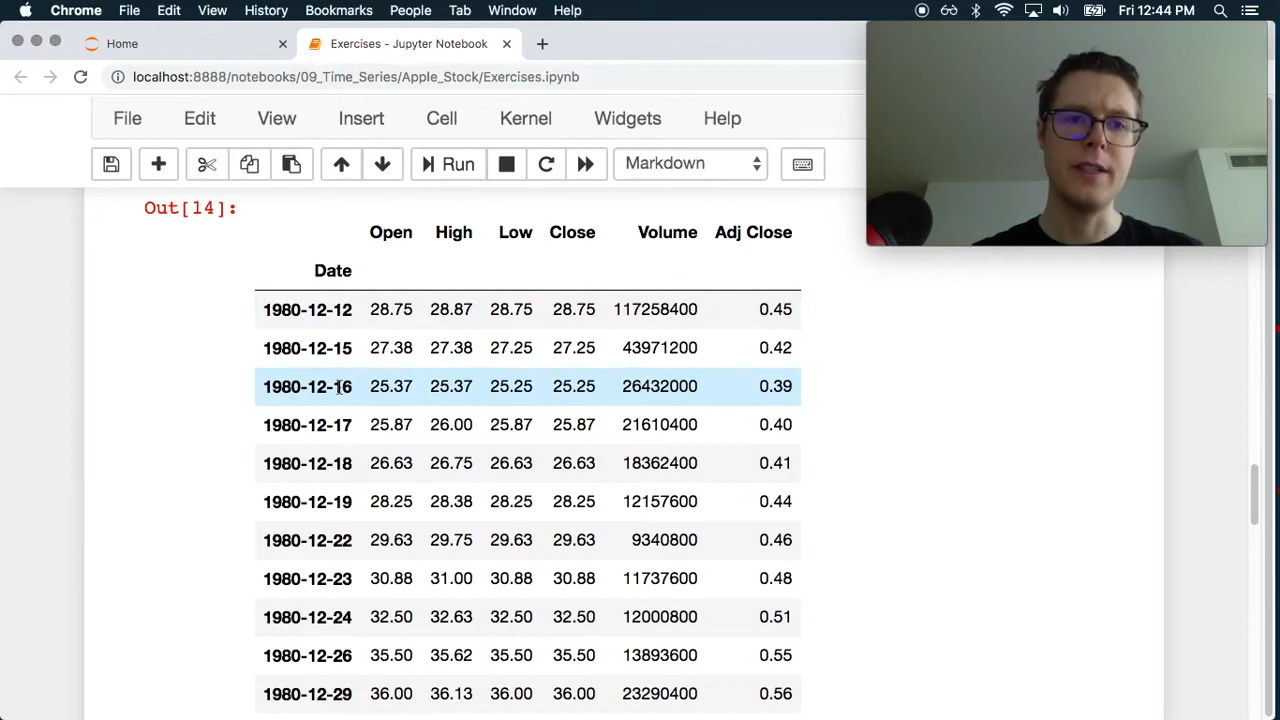 Chrome File Edit View History Bookmarks People Tab Window Help Fri 12:44 PM
Home Exercises - Jupyter Notebook
localhost:8888/notebooks/09_Time_Series/Apple_Stock/Exercises.ipynb
File Edit View Insert Cell Kernel Widgets Help
Run Markdown
Out[14]:
Open High Low Close Volume Adj Close
Date
1980-12-12 28.75 28.87 28.75 28.75 117258400 0.45
1980-12-15 27.38 27.38 27.25 27.25 43971200 0.42
1980-12-16 25.37 25.37 25.25 25.25 26432000 0.39
1980-12-17 25.87 26.00 25.87 25.87 21610400 0.40
1980-12-18 26.63 26.75 26.63 26.63 18362400 0.41
1980-12-19 28.25 28.38 28.25 28.25 12157600 0.44
1980-12-22 29.63 29.75 29.63 29.63 9340800 0.46
1980-12-23 30.88 31.00 30.88 30.88 11737600 0.48
1980-12-24 32.50 32.63 32.50 32.50 12000800 0.51
1980-12-26 35.50 35.62 35.50 35.50 13893600 0.55
1980-12-29 36.00 36.13 36.00 36.00 23290400 0.56